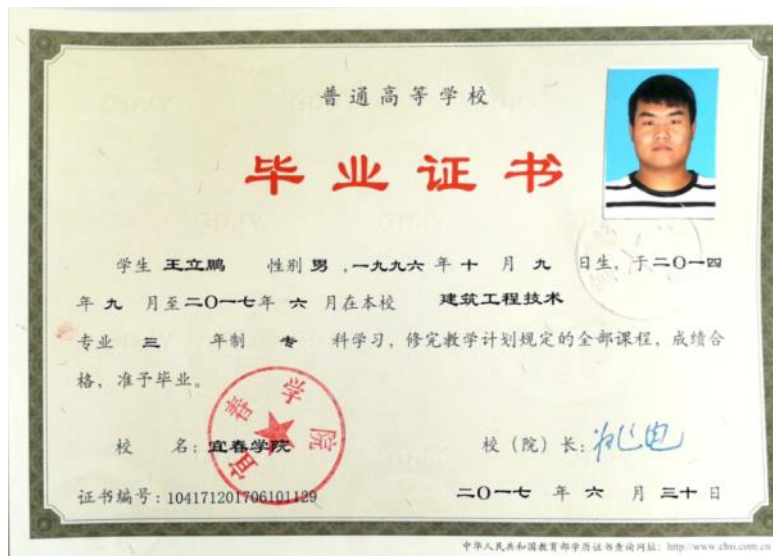 普通高等学校
毕业证书
学生 王立鹏 性别 男 ,一九九六 年 十 月 九 日生, 于二〇一四
年 九 月至二〇一七年 六 月在本校 建筑工程技术
专业 三 年制 专 科学习, 修完教学计划规定的全部课程, 成绩合
格, 准予毕业。
宜春学院
校 名: 宜春学院 校(院)长:
证书编号: 104171201706101129 二〇一七 年 六 月 三十日
中华人民共和国教育部学历证书查询网址: http://www.chsi.com.cn